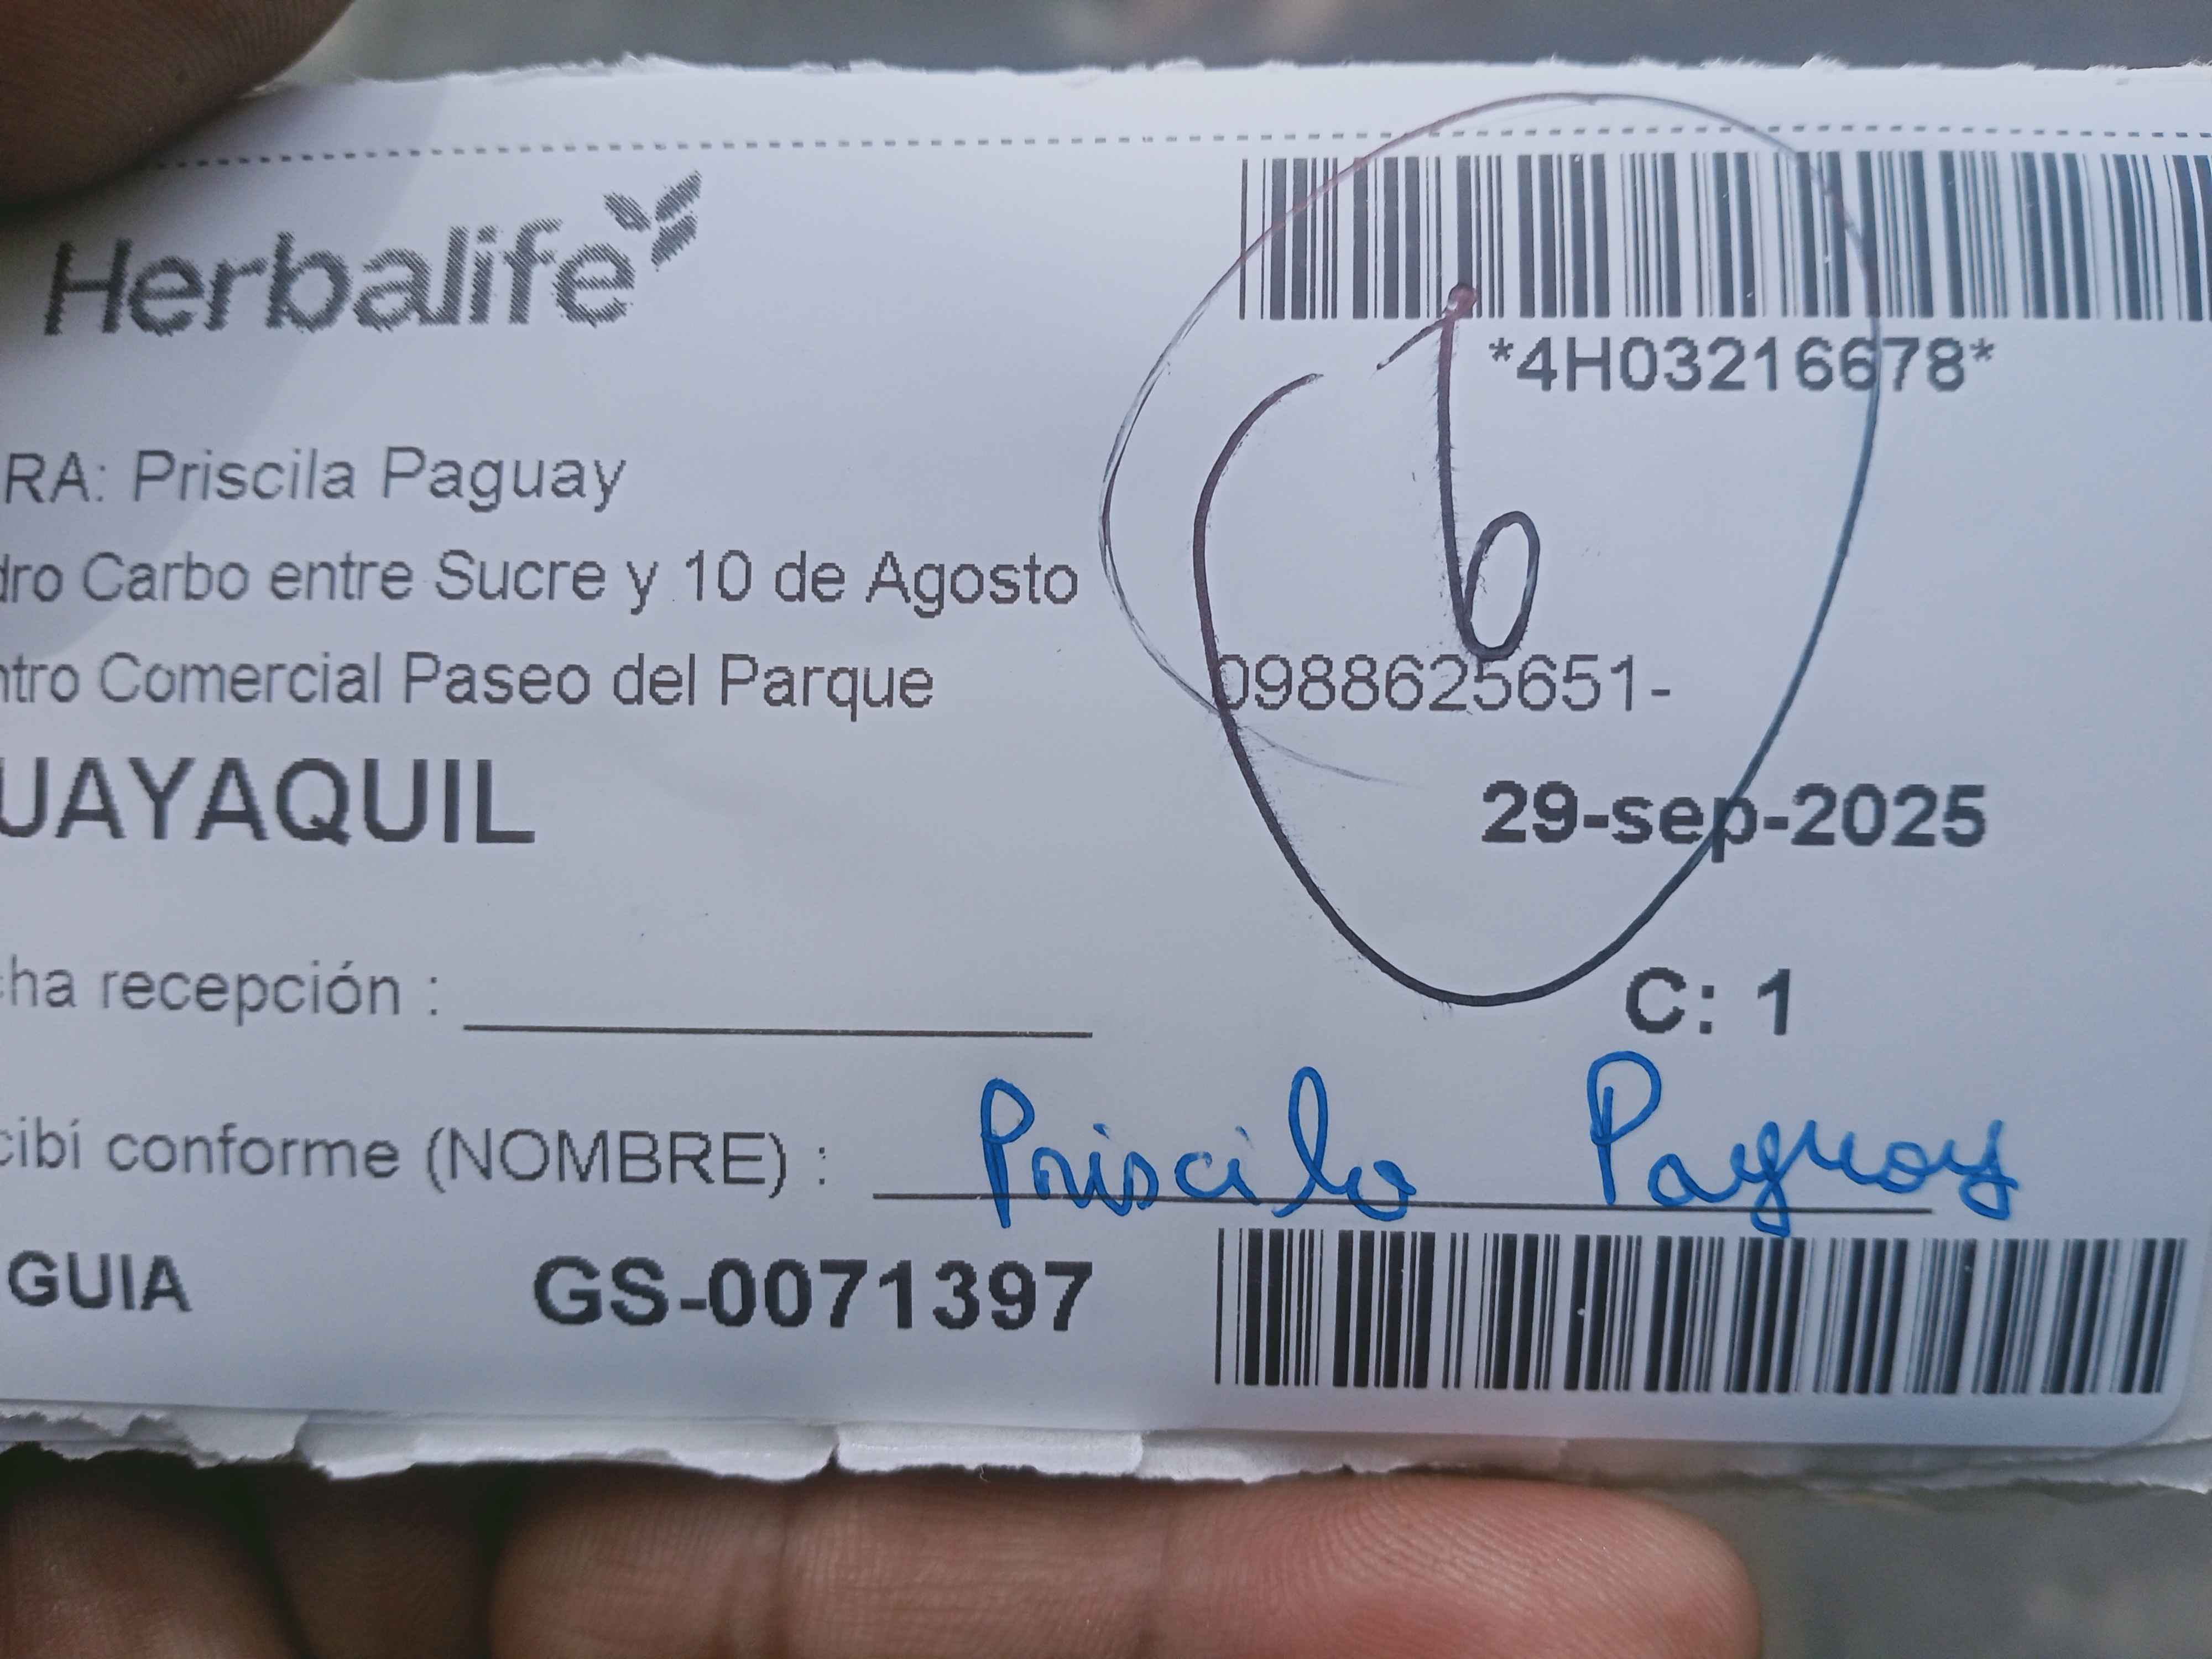 Herbalife
*4H03216678*
RA: Priscila Paguay
dro Carbo entre Sucre y 10 de Agosto
ntro Comercial Paseo del Parque
0988625651-
UAYAQUIL
29-sep-2025
cha recepción :
C: 1
cibí conforme (NOMBRE) : Priscila Paguay
GUIA GS-0071397